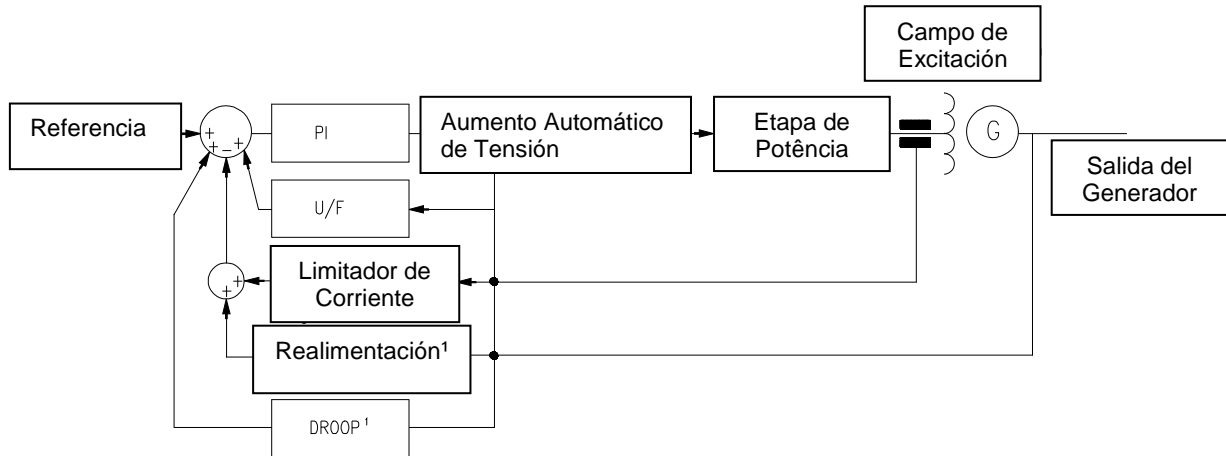 Campo de
Excitación
Referencia
+
+
-
+
PI
Aumento Automático
de Tensión
Etapa de
Potência
G
Salida del
Generador
U/F
Limitador de
Corriente
+
+
Realimentación¹
DROOP¹